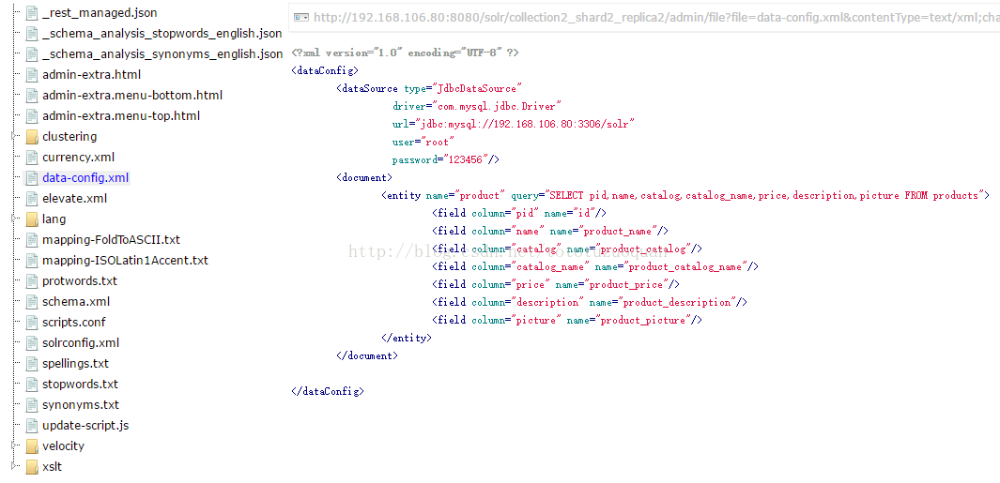 _rest_managed.json
_schema_analysis_stopwords_english.json
_schema_analysis_synonyms_english.json
admin-extra.html
admin-extra.menu-bottom.html
admin-extra.menu-top.html
clustering
currency.xml
data-config.xml
elevate.xml
lang
mapping-FoldToASCII.txt
mapping-ISOLatin1Accent.txt
protwords.txt
schema.xml
scripts.conf
solrconfig.xml
spellings.txt
stopwords.txt
synonyms.txt
update-script.js
velocity
xslt
http://192.168.106.80:8080/solr/collection2_shard2_replica2/admin/file?file=data-config.xml&contentType=text/xml;cha
<?xml version="1.0" encoding="UTF-8" ?>
<dataConfig>
<dataSource type="JdbcDataSource"
driver="com.mysql.jdbc.Driver"
url="jdbc:mysql://192.168.106.80:3306/solr"
user="root"
password="123456"/>
<document>
<entity name="product" query="SELECT pid,name,catalog,catalog_name,price,description,picture FROM products">
<field column="pid" name="id"/>
<field column="name" name="product_name"/>
<field column="catalog" name="product_catalog"/>
<field column="catalog_name" name="product_catalog_name"/>
<field column="price" name="product_price"/>
<field column="description" name="product_description"/>
<field column="picture" name="product_picture"/>
</entity>
</document>
</dataConfig>